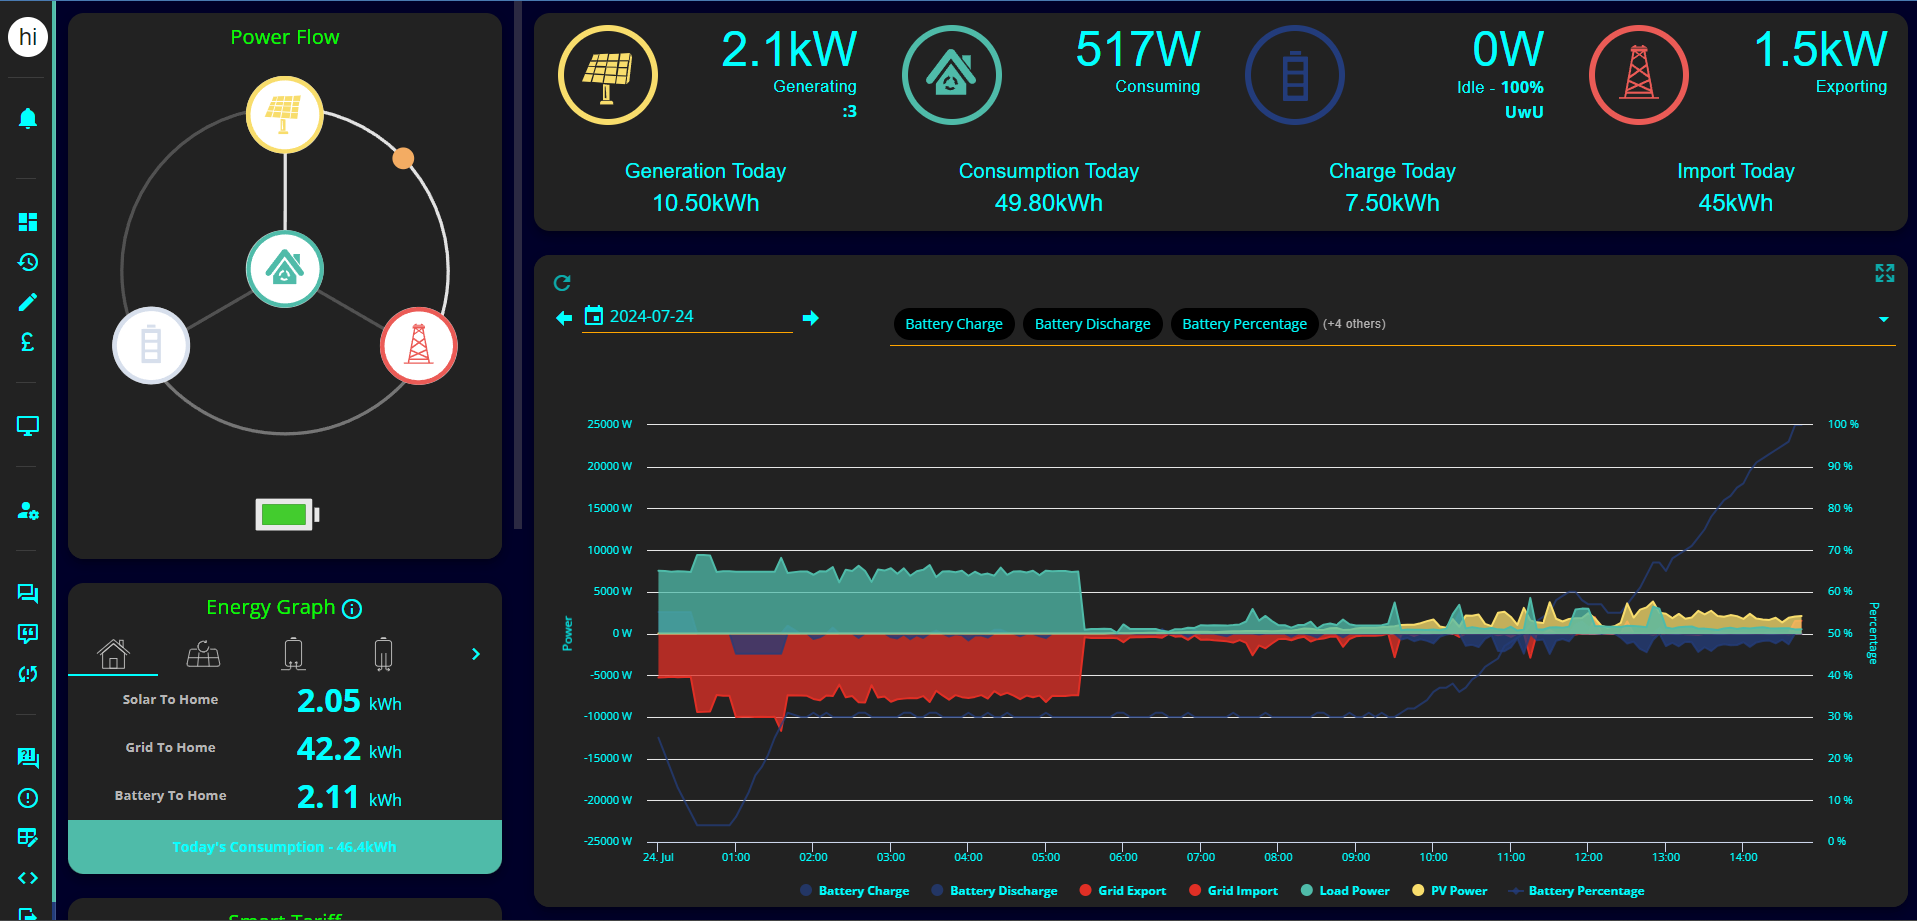 hi
Power Flow
2.1kW
Generating
:3
517W
Consuming
0W
Idle - 100%
UwU
1.5kW
Exporting
Generation Today
10.50kWh
Consumption Today
49.80kWh
Charge Today
7.50kWh
Import Today
45kWh
2024-07-24
Battery Charge
Battery Discharge
Battery Percentage
(+4 others)
Energy Graph
Solar To Home
2.05 kWh
Grid To Home
42.2 kWh
Battery To Home
2.11 kWh
Today's Consumption - 46.4kWh
Smart Tariff
Power
25000 W
20000 W
15000 W
10000 W
5000 W
0 W
-5000 W
-10000 W
-15000 W
-20000 W
-25000 W
100 %
90 %
80 %
70 %
60 %
50 %
40 %
30 %
20 %
10 %
0 %
Percentage
24. Jul
01:00
02:00
03:00
04:00
05:00
06:00
07:00
08:00
09:00
10:00
11:00
12:00
13:00
14:00
Battery Charge
Battery Discharge
Grid Export
Grid Import
Load Power
PV Power
Battery Percentage